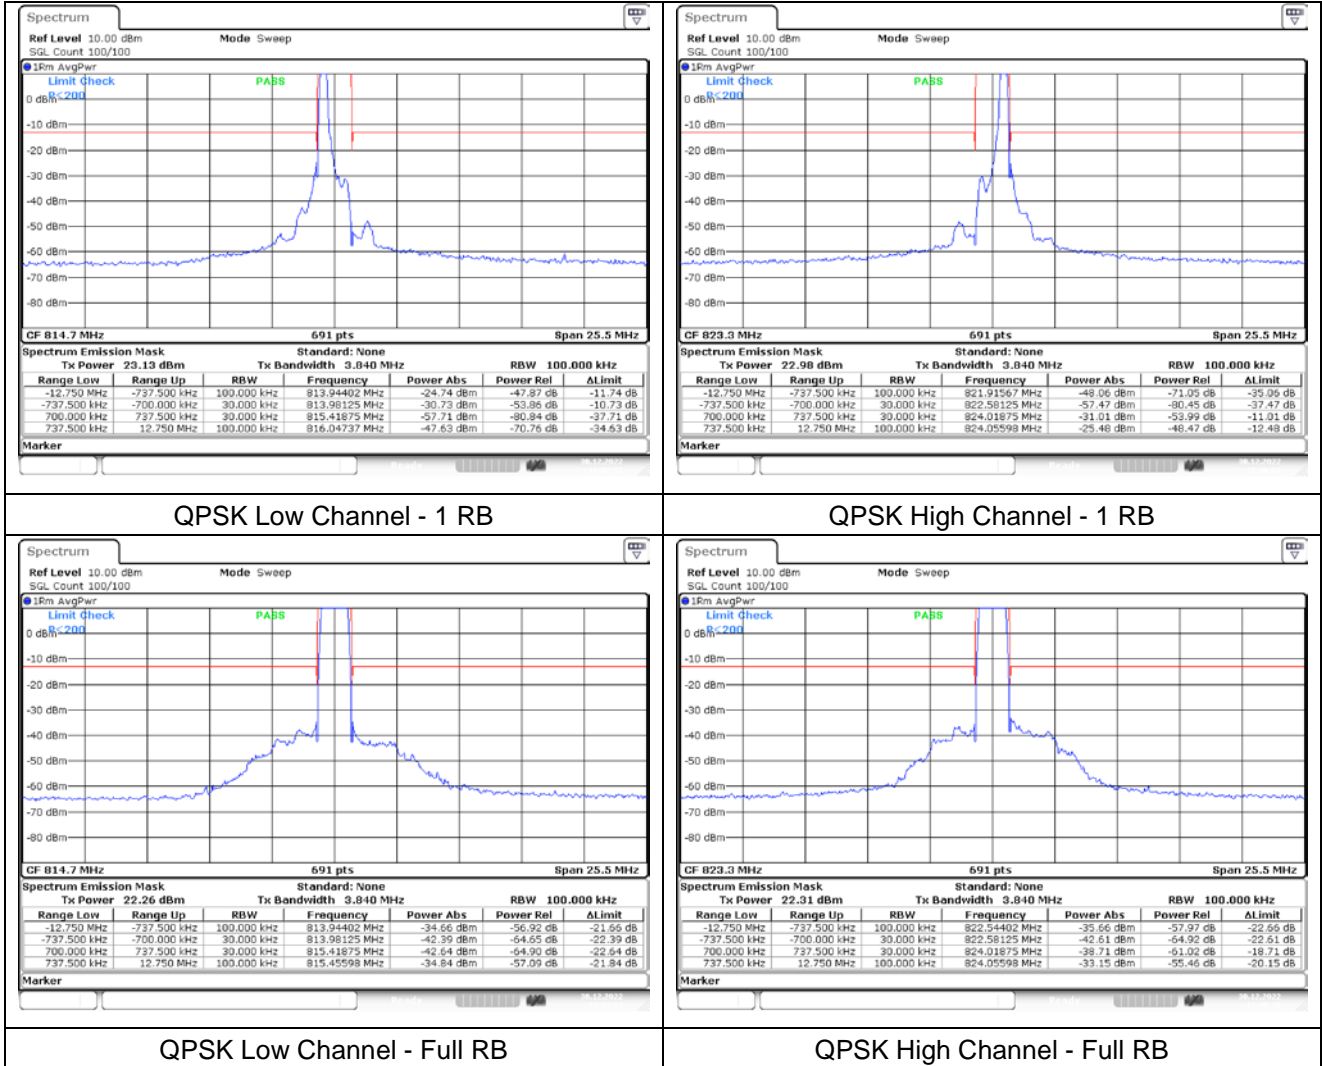 Spectrum
Ref Level 10.00 dBm Mode Sweep
SGL Count 100/100
1Rm AvgPwr
Limit Check PASS
P<200
0 dBm
-10 dBm
-20 dBm
-30 dBm
-40 dBm
-50 dBm
-60 dBm
-70 dBm
-80 dBm
CF 814.7 MHz 691 pts Span 25.5 MHz
Spectrum Emission Mask Standard: None
Tx Power 23.13 dBm Tx Bandwidth 3.840 MHz RBW 100.000 kHz
Range Low Range Up RBW Frequency Power Abs Power Rel ΔLimit
-12.750 MHz -737.500 kHz 100.000 kHz 813.94402 MHz -24.74 dBm -47.87 dB -11.74 dB
-737.500 kHz -700.000 kHz 30.000 kHz 813.98125 MHz -30.73 dBm -53.86 dB -10.73 dB
700.000 kHz 737.500 kHz 30.000 kHz 815.41875 MHz -57.71 dBm -80.84 dB -37.71 dB
737.500 kHz 12.750 MHz 100.000 kHz 816.04737 MHz -47.63 dBm -70.76 dB -34.63 dB
Marker
QPSK Low Channel - 1 RB
Spectrum
Ref Level 10.00 dBm Mode Sweep
SGL Count 100/100
1Rm AvgPwr
Limit Check PASS
P<200
0 dBm
-10 dBm
-20 dBm
-30 dBm
-40 dBm
-50 dBm
-60 dBm
-70 dBm
-80 dBm
CF 823.3 MHz 691 pts Span 25.5 MHz
Spectrum Emission Mask Standard: None
Tx Power 22.98 dBm Tx Bandwidth 3.840 MHz RBW 100.000 kHz
Range Low Range Up RBW Frequency Power Abs Power Rel ΔLimit
-12.750 MHz -737.500 kHz 100.000 kHz 821.91567 MHz -48.06 dBm -71.05 dB -35.06 dB
-737.500 kHz -700.000 kHz 30.000 kHz 822.58125 MHz -57.47 dBm -80.45 dB -37.47 dB
700.000 kHz 737.500 kHz 30.000 kHz 824.01875 MHz -31.01 dBm -53.99 dB -11.01 dB
737.500 kHz 12.750 MHz 100.000 kHz 824.05598 MHz -25.48 dBm -48.47 dB -12.48 dB
Marker
QPSK High Channel - 1 RB
Spectrum
Ref Level 10.00 dBm Mode Sweep
SGL Count 100/100
1Rm AvgPwr
Limit Check PASS
P<200
0 dBm
-10 dBm
-20 dBm
-30 dBm
-40 dBm
-50 dBm
-60 dBm
-70 dBm
-80 dBm
CF 814.7 MHz 691 pts Span 25.5 MHz
Spectrum Emission Mask Standard: None
Tx Power 22.26 dBm Tx Bandwidth 3.840 MHz RBW 100.000 kHz
Range Low Range Up RBW Frequency Power Abs Power Rel ΔLimit
-12.750 MHz -737.500 kHz 100.000 kHz 813.94402 MHz -34.66 dBm -56.92 dB -21.66 dB
-737.500 kHz -700.000 kHz 30.000 kHz 813.98125 MHz -42.39 dBm -64.65 dB -22.39 dB
700.000 kHz 737.500 kHz 30.000 kHz 815.41875 MHz -42.64 dBm -64.90 dB -22.64 dB
737.500 kHz 12.750 MHz 100.000 kHz 815.45598 MHz -34.84 dBm -57.09 dB -21.84 dB
Marker
QPSK Low Channel - Full RB
Spectrum
Ref Level 10.00 dBm Mode Sweep
SGL Count 100/100
1Rm AvgPwr
Limit Check PASS
P<200
0 dBm
-10 dBm
-20 dBm
-30 dBm
-40 dBm
-50 dBm
-60 dBm
-70 dBm
-80 dBm
CF 823.3 MHz 691 pts Span 25.5 MHz
Spectrum Emission Mask Standard: None
Tx Power 22.31 dBm Tx Bandwidth 3.840 MHz RBW 100.000 kHz
Range Low Range Up RBW Frequency Power Abs Power Rel ΔLimit
-12.750 MHz -737.500 kHz 100.000 kHz 822.54402 MHz -35.66 dBm -57.97 dB -22.66 dB
-737.500 kHz -700.000 kHz 30.000 kHz 822.58125 MHz -42.61 dBm -64.92 dB -22.61 dB
700.000 kHz 737.500 kHz 30.000 kHz 824.01875 MHz -38.71 dBm -61.02 dB -18.71 dB
737.500 kHz 12.750 MHz 100.000 kHz 824.05598 MHz -33.15 dBm -55.46 dB -20.15 dB
Marker
QPSK High Channel - Full RB